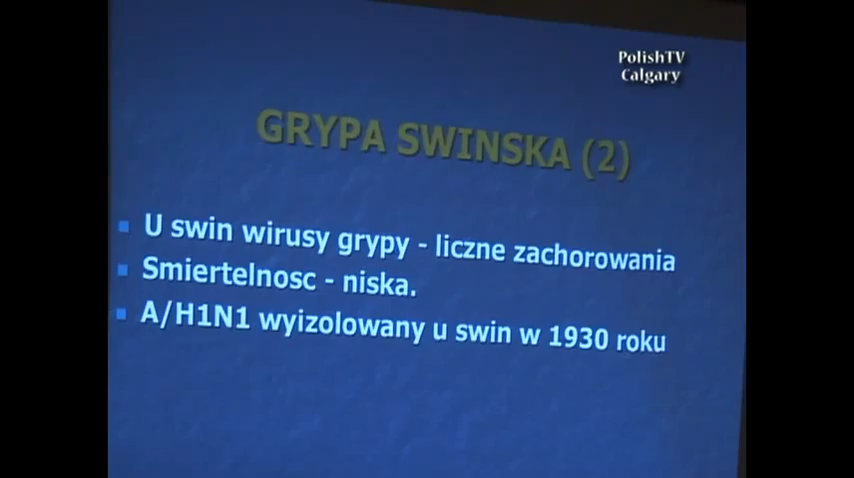 PolishTV
Calgary
GRYPA SWINSKA (2)
U swin wirusy grypy - liczne zachorowania
Smiertelnosc - niska.
A/H1N1 wyizolowany u swin w 1930 roku